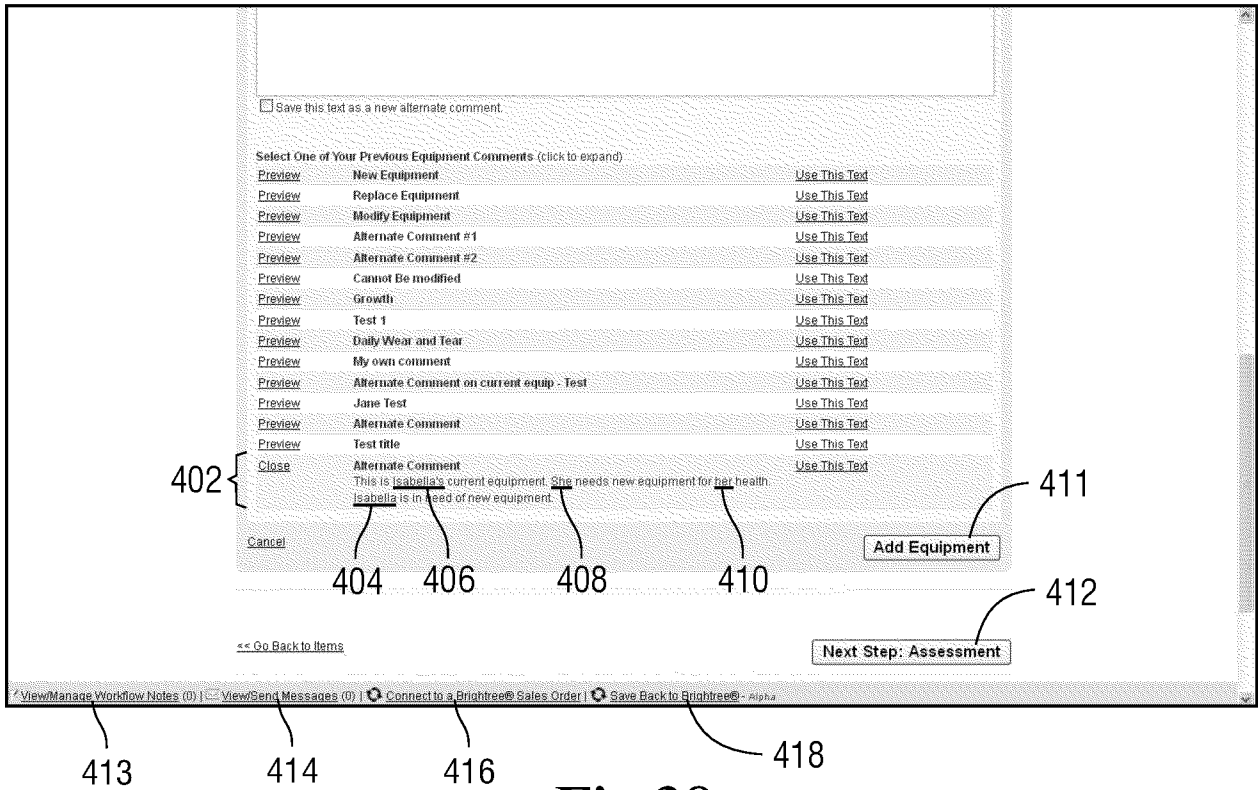 Save this text as a new alternate comment.
Select One of Your Previous Equipment Comments (click to expand)
Preview New Equipment Use This Text
Preview Replace Equipment Use This Text
Preview Modify Equipment Use This Text
Preview Alternate Comment #1 Use This Text
Preview Alternate Comment #2 Use This Text
Preview Cannot Be modified Use This Text
Preview Growth Use This Text
Preview Test 1 Use This Text
Preview Daily Wear and Tear Use This Text
Preview My own comment Use This Text
Preview Alternate Comment on current equip - Test Use This Text
Preview Jane Test Use This Text
Preview Alternate Comment Use This Text
Preview Test title Use This Text
402 Close Alternate Comment Use This Text
This is Isabella's current equipment. She needs new equipment for her health.
Isabella is in need of new equipment.
411
Cancel Add Equipment
404 406 408 410
412
<< Go Back to Items Next Step: Assessment
View/Manage Workflow Notes (0) | View/Send Messages (0) | Connect to a Brightree® Sales Order | Save Back to Brightree® - Alpha
413 414 416 418